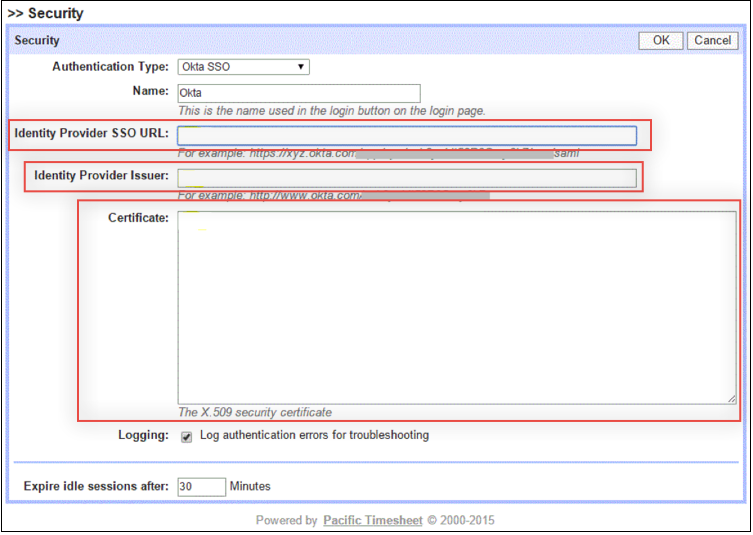 >> Security
Security OK Cancel
Authentication Type: Okta SSO
Name: Okta
This is the name used in the login button on the login page.
Identity Provider SSO URL:
For example: https://xyz.okta.com saml
Identity Provider Issuer:
For example: http://www.okta.com/
Certificate:
The X.509 security certificate
Logging: Log authentication errors for troubleshooting
Expire idle sessions after: 30 Minutes
Powered by Pacific Timesheet © 2000-2015